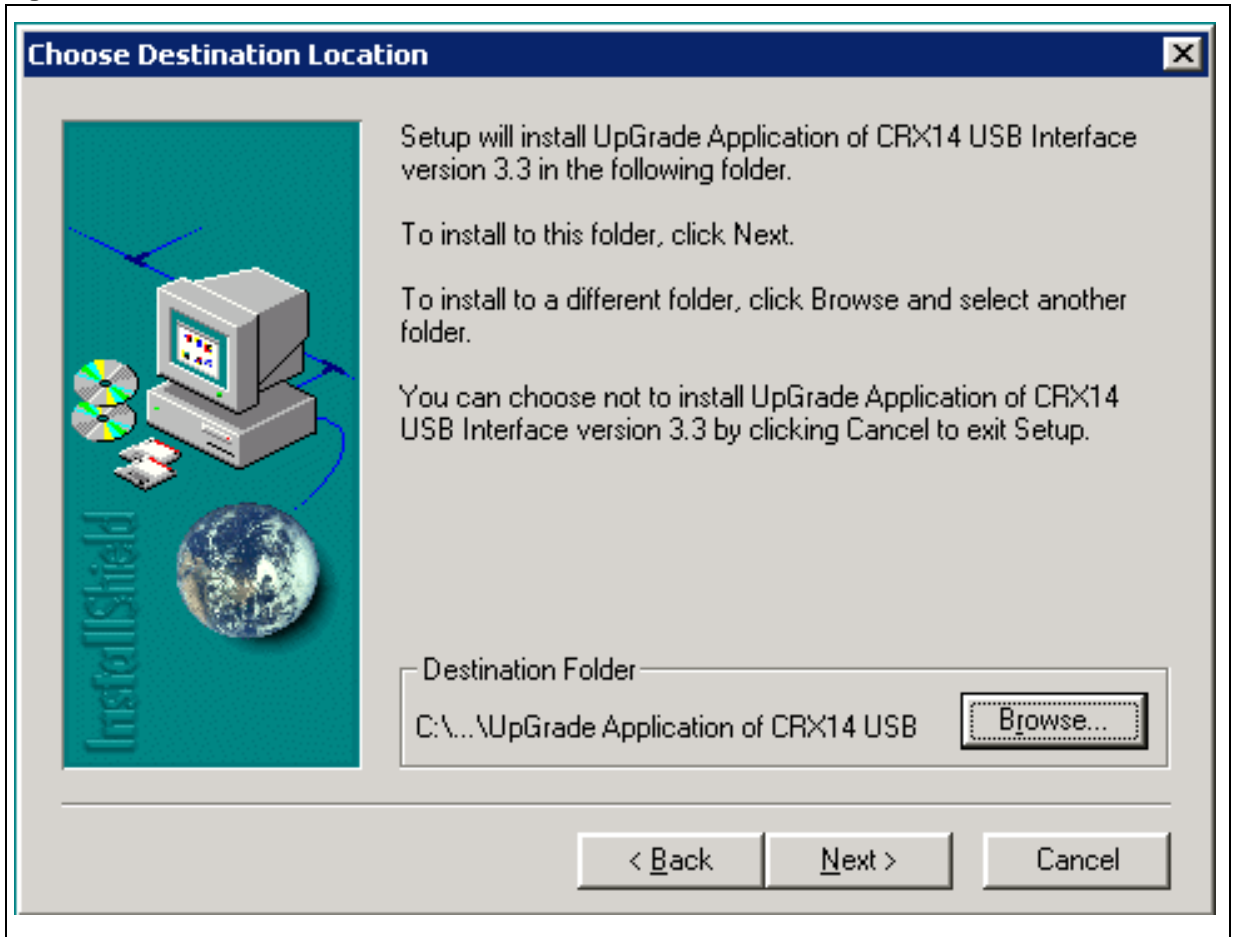 Choose Destination Location
Setup will install UpGrade Application of CRX14 USB Interface
version 3.3 in the following folder.
To install to this folder, click Next.
To install to a different folder, click Browse and select another
folder.
You can choose not to install UpGrade Application of CRX14
USB Interface version 3.3 by clicking Cancel to exit Setup.
InstallShield
Destination Folder
C:\...\UpGrade Application of CRX14 USB
Browse...
< Back
Next >
Cancel